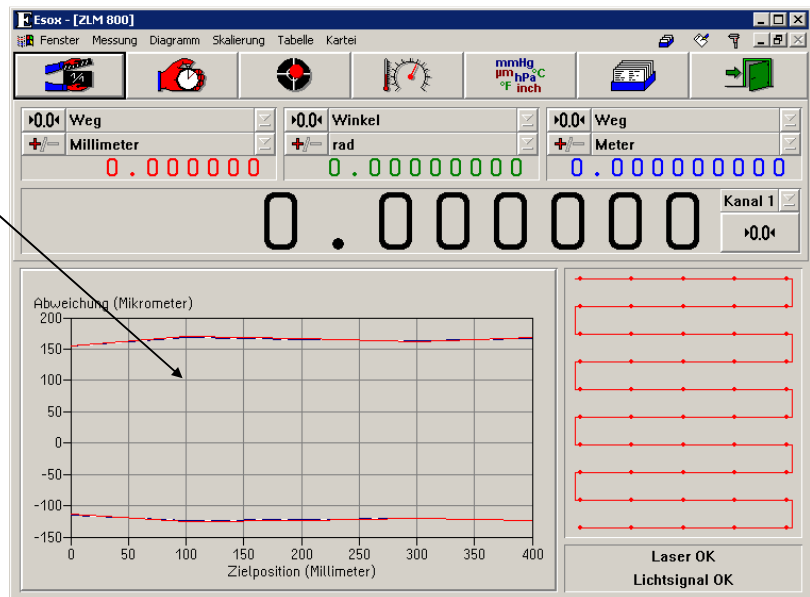 Esox - [ZLM 800]
Fenster Messung Diagramm Skalierung Tabelle Kartei
1/1
mmHg
µm hPa °C
°F inch
0.0 Weg
+/- Millimeter
0.000000
0.0 Winkel
+/- rad
0.00000000
0.0 Weg
+/- Meter
0.000000000
0.000000
Kanal 1
0.0
Abweichung (Mikrometer)
200
150
100
50
0
-50
-100
-150
0 50 100 150 200 250 300 350 400
Zielposition (Millimeter)
Laser OK
Lichtsignal OK